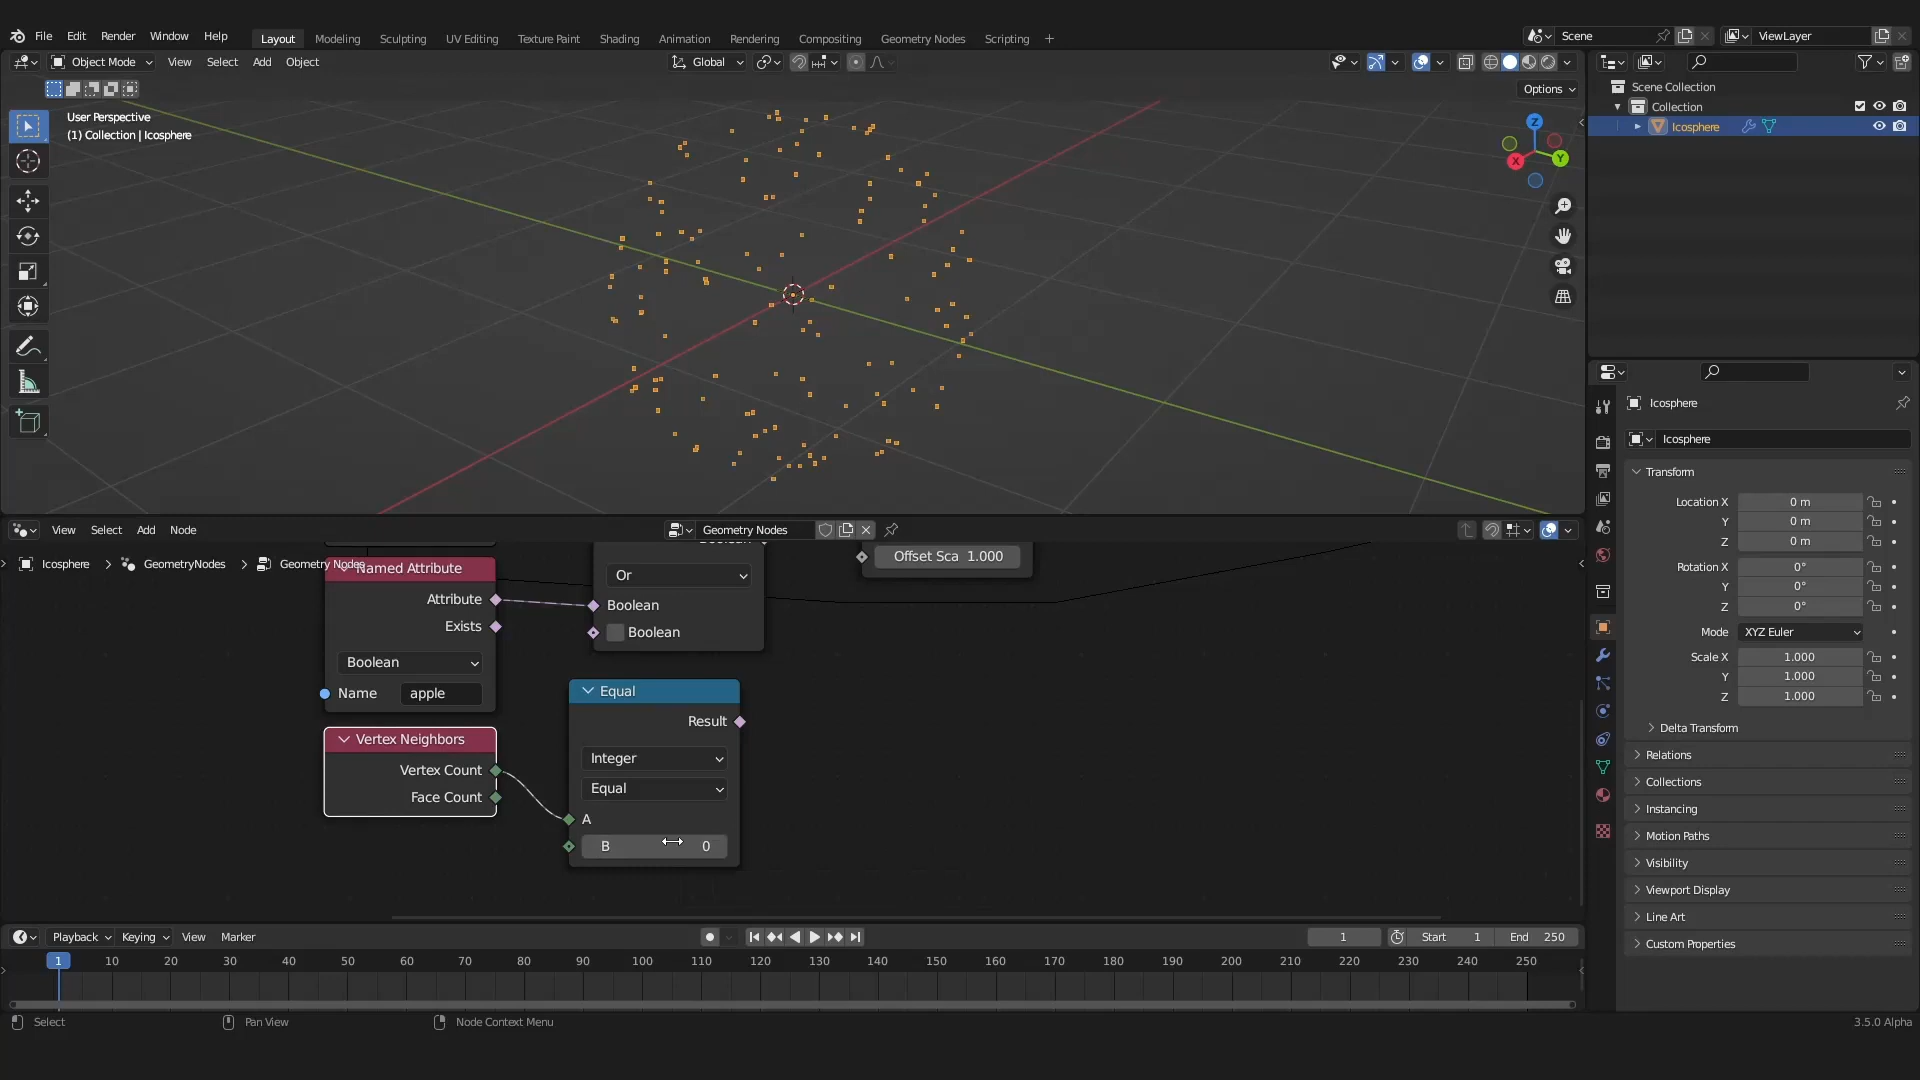 File Edit Render Window Help
Layout Modeling Sculpting UV Editing Texture Paint Shading Animation Rendering Compositing Geometry Nodes Scripting +
Scene
ViewLayer
Object Mode View Select Add Object
Global
Options
User Perspective
(1) Collection | Icosphere
Z
X
Y
Scene Collection
Collection
Icosphere
View Select Add Node
Geometry Nodes
Icosphere > GeometryNodes > Geometry Nodes
Named Attribute
Attribute
Exists
Boolean
Name apple
Or
Boolean
Boolean
Offset Sca 1.000
Vertex Neighbors
Vertex Count
Face Count
Equal
Result
Integer
Equal
A
B 0
Icosphere
Icosphere
Transform
Location X 0 m
Y 0 m
Z 0 m
Rotation X 0°
Y 0°
Z 0°
Mode XYZ Euler
Scale X 1.000
Y 1.000
Z 1.000
Delta Transform
Relations
Collections
Instancing
Motion Paths
Visibility
Viewport Display
Line Art
Custom Properties
Playback Keying View Marker
1
Start 1
End 250
1 10 20 30 40 50 60 70 80 90 100 110 120 130 140 150 160 170 180 190 200 210 220 230 240 250
Select
Pan View
Node Context Menu
3.5.0 Alpha